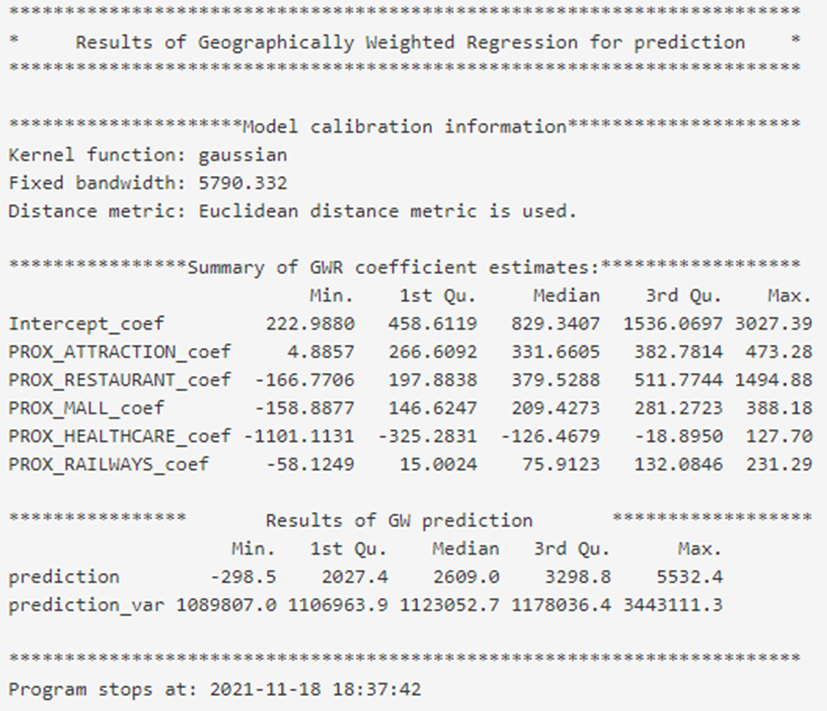 ***********************************************************************
*     Results of Geographically Weighted Regression for prediction    *
***********************************************************************
*********************Model calibration information*********************
Kernel function: gaussian
Fixed bandwidth: 5790.332
Distance metric: Euclidean distance metric is used.
****************Summary of GWR coefficient estimates:******************
Min. 1st Qu. Median 3rd Qu. Max.
Intercept_coef 222.9880 458.6119 829.3407 1536.0697 3027.39
PROX_ATTRACTION_coef 4.8857 266.6092 331.6605 382.7814 473.28
PROX_RESTAURANT_coef -166.7706 197.8838 379.5288 511.7744 1494.88
PROX_MALL_coef -158.8877 146.6247 209.4273 281.2723 388.18
PROX_HEALTHCARE_coef -1101.1131 -325.2831 -126.4679 -18.8950 127.70
PROX_RAILWAYS_coef -58.1249 15.0024 75.9123 132.0846 231.29
**************** Results of GW prediction ******************
Min. 1st Qu. Median 3rd Qu. Max.
prediction -298.5 2027.4 2609.0 3298.8 5532.4
prediction_var 1089807.0 1106963.9 1123052.7 1178036.4 3443111.3
***********************************************************************
Program stops at: 2021-11-18 18:37:42